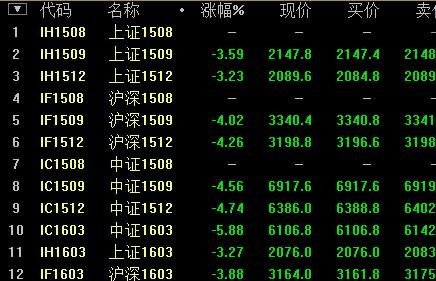 代码 名称 • 涨幅% 现价 买价 卖
1 IH1508 上证1508 – – –
2 IH1509 上证1509 -3.59 2147.8 2147.4 2148
3 IH1512 上证1512 -3.23 2089.6 2084.8 2089
4 IF1508 沪深1508 – – –
5 IF1509 沪深1509 -4.02 3340.4 3340.8 3341
6 IF1512 沪深1512 -4.26 3198.8 3196.6 3198
7 IC1508 中证1508 – – –
8 IC1509 中证1509 -4.56 6917.6 6917.6 6919
9 IC1512 中证1512 -4.74 6386.0 6388.8 6402
10 IC1603 中证1603 -5.88 6106.8 6106.8 6142
11 IH1603 上证1603 -3.27 2076.0 2076.0 2083
12 IF1603 沪深1603 -3.88 3164.0 3161.8 3175